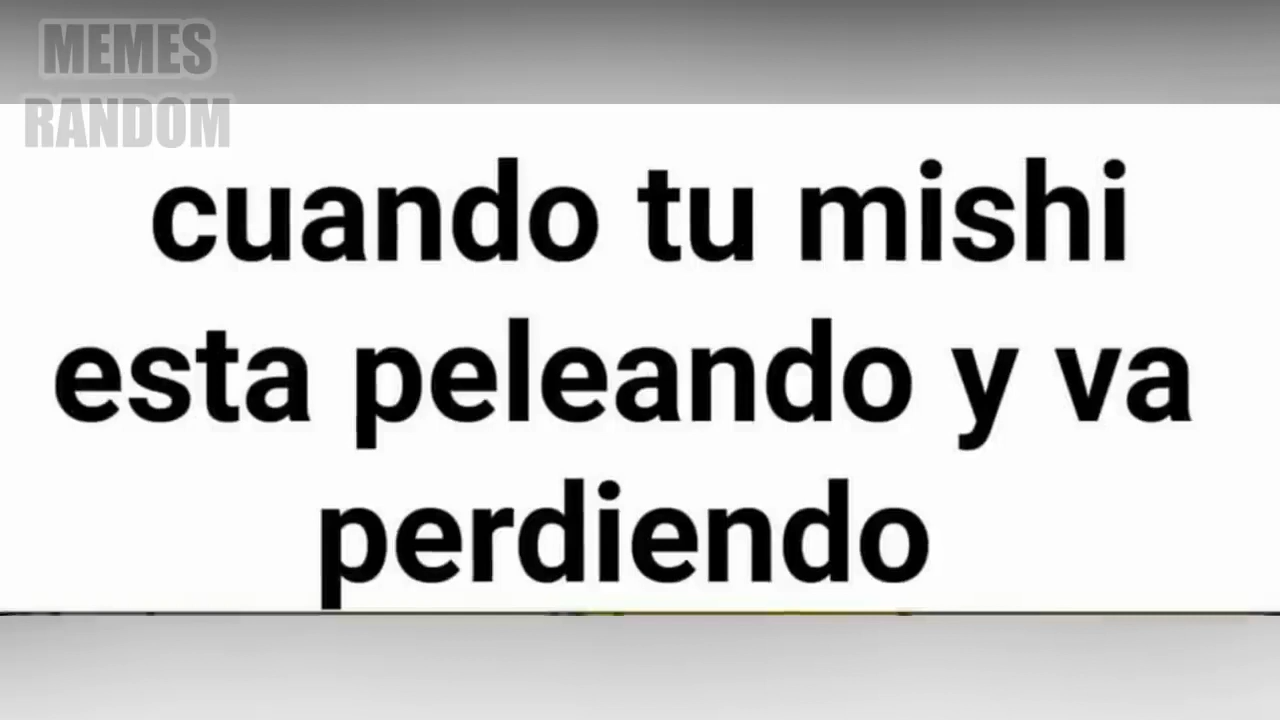 MEMES
RANDOM
cuando tu mishi
esta peleando y va
perdiendo